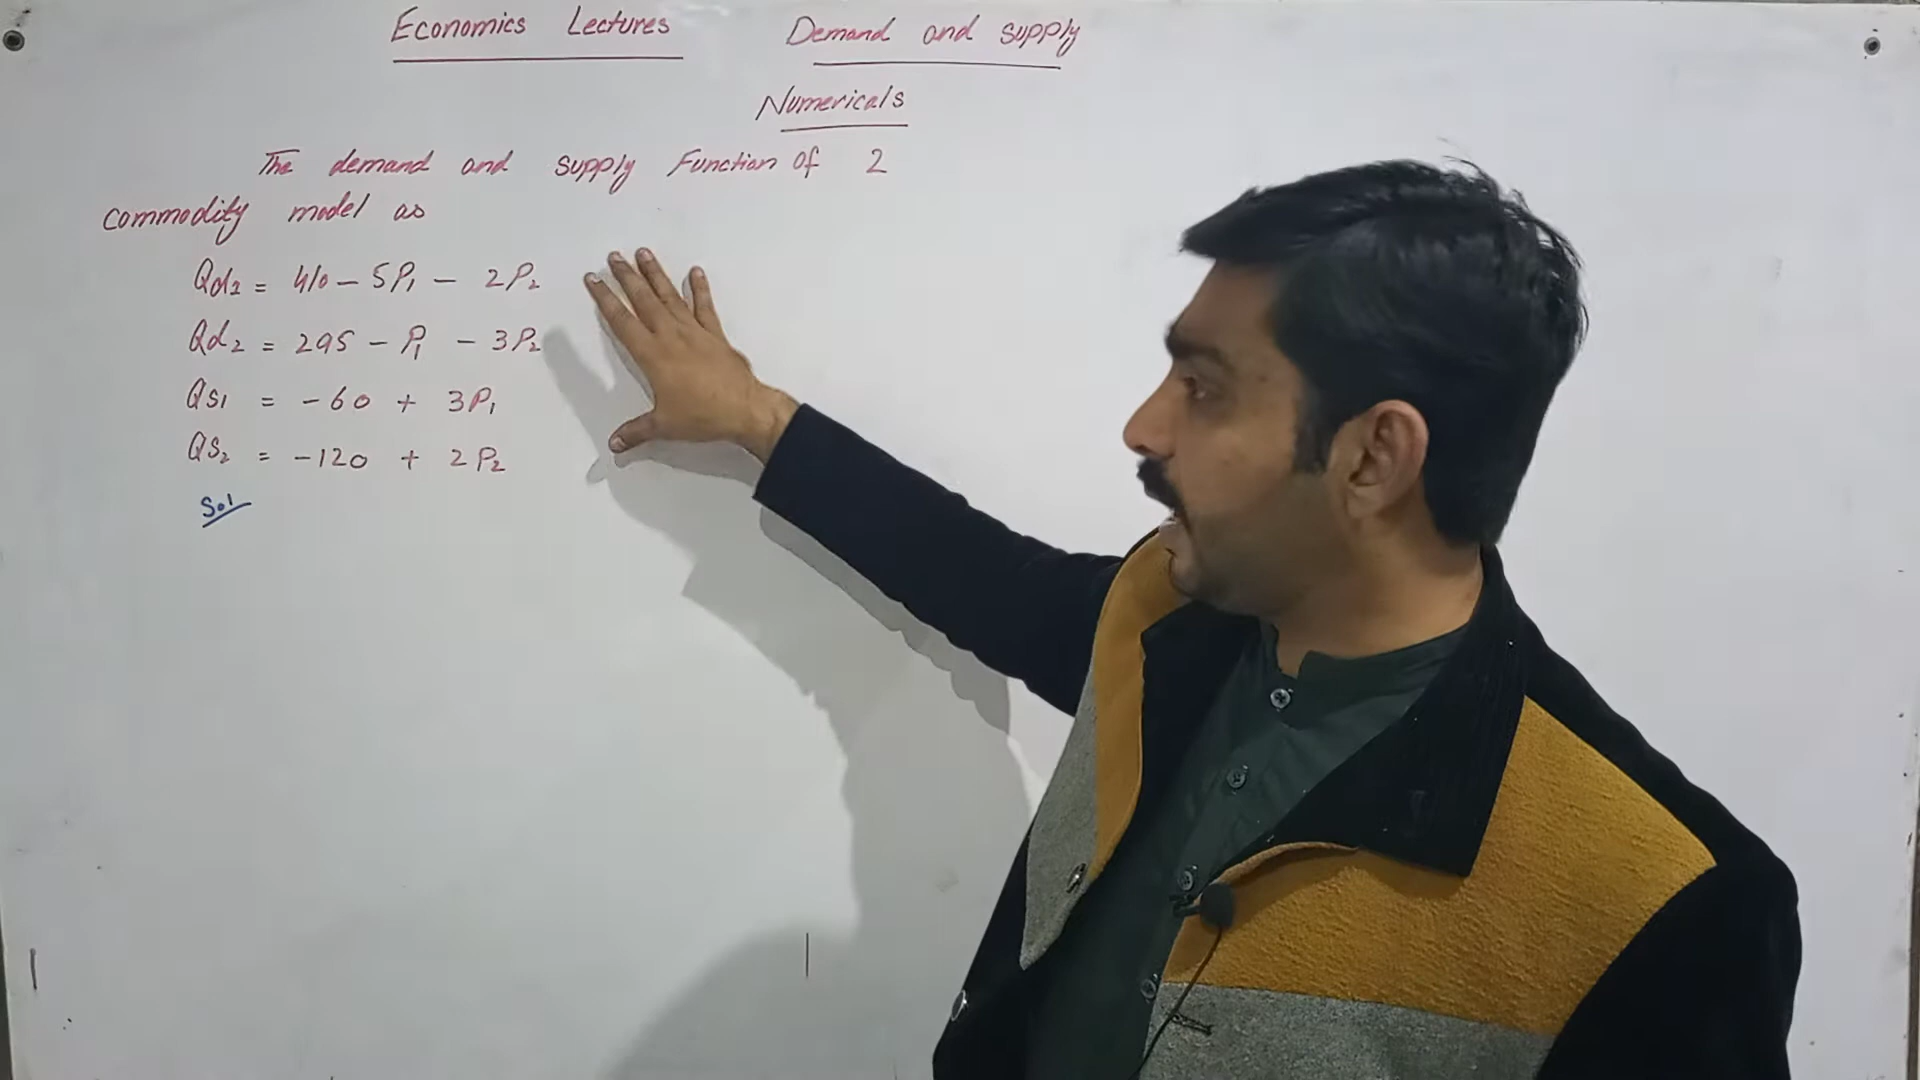 Economics Lectures Demand and supply
Numericals
The demand and supply Function of 2
commodity model as
Qd1 = 410 - 5P1 - 2P2
Qd2 = 295 - P1 - 3P2
QS1 = -60 + 3P1
QS2 = -120 + 2P2
Sol